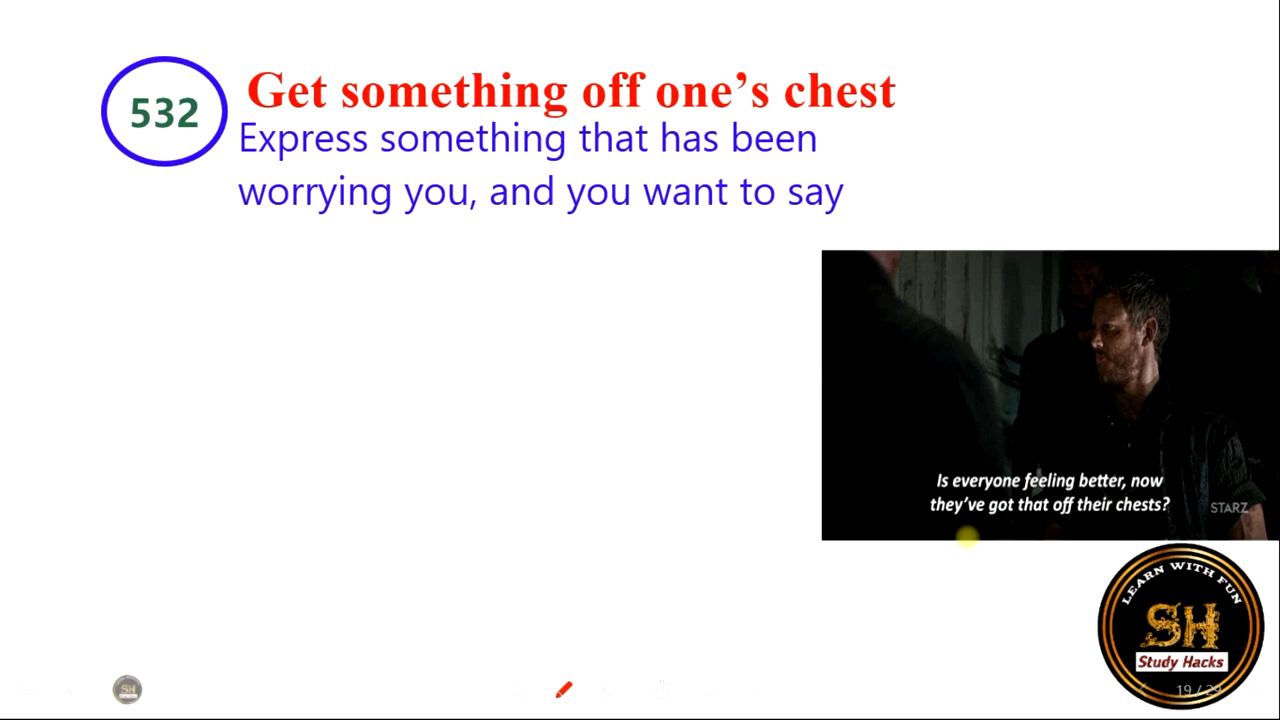 532
Get something off one's chest
Express something that has been
worrying you, and you want to say
Is everyone feeling better, now
they've got that off their chests?
STARZ
LEARN WITH FUN
SH
Study Hacks
SH